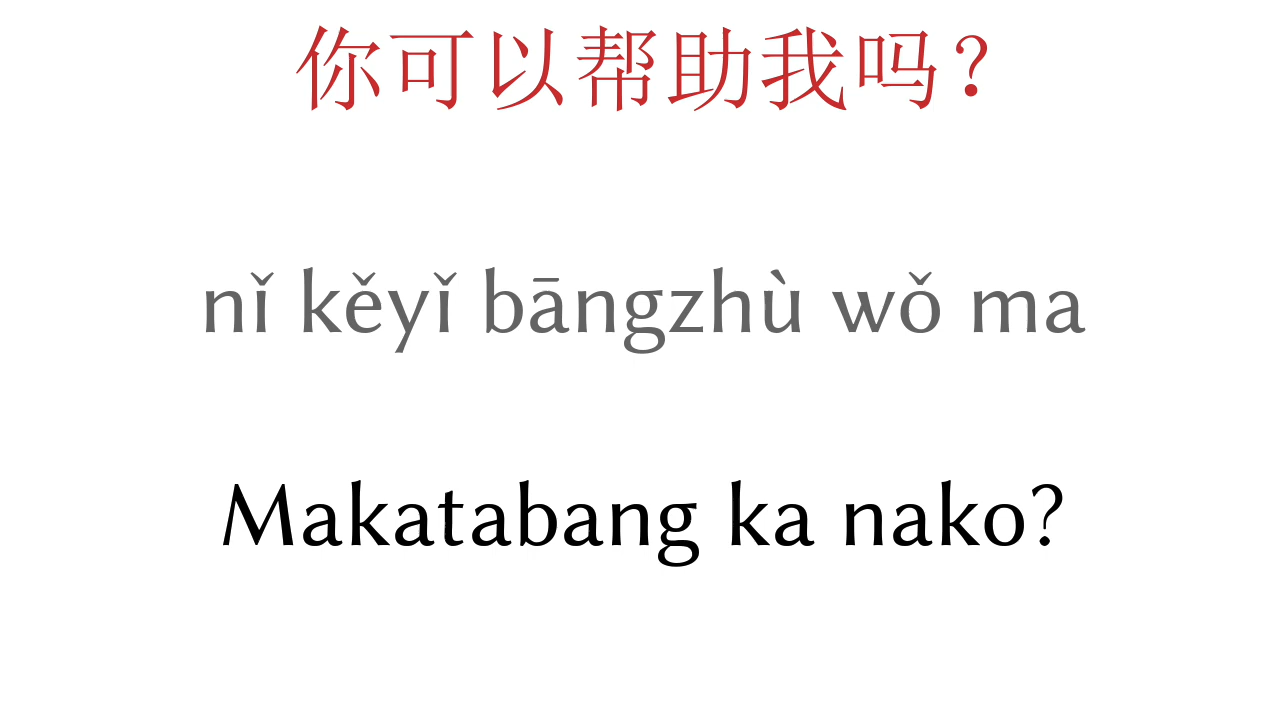 你可以帮助我吗？
nǐ kěyǐ bāngzhù wǒ ma
Makatabang ka nako?